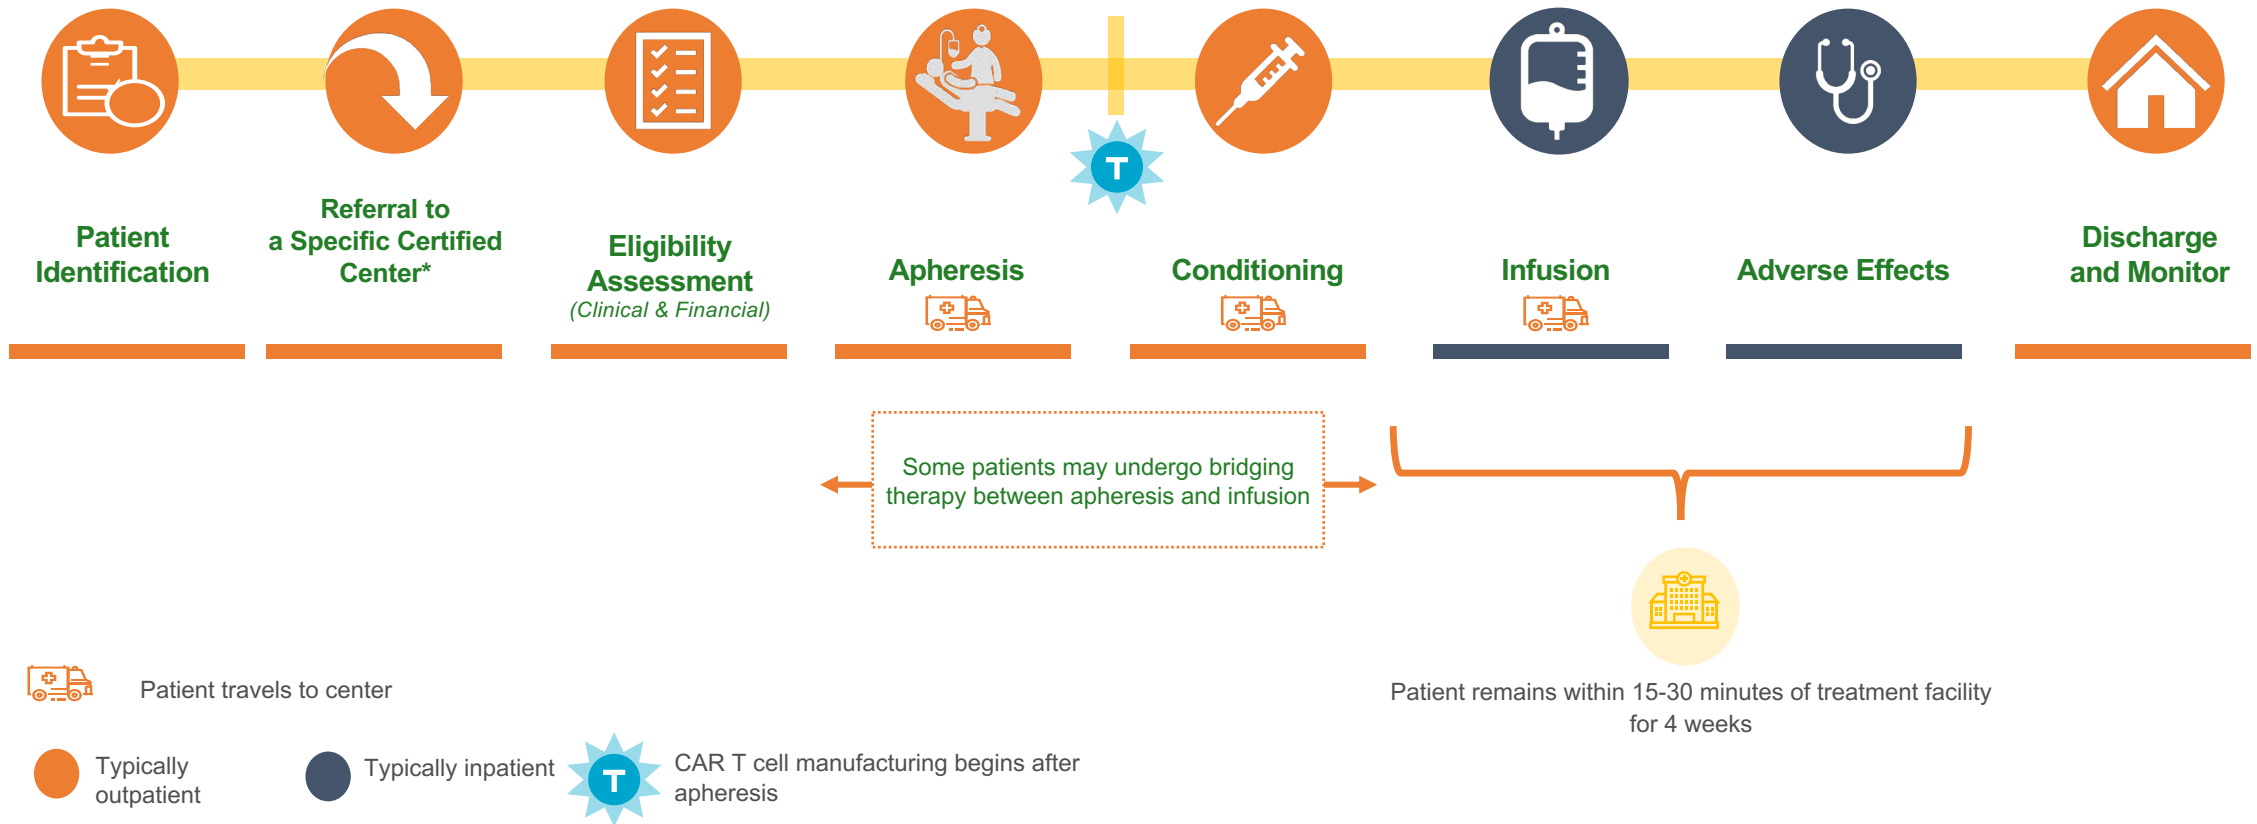 T
Patient
Identification
Referral to
a Specific Certified
Center*
Eligibility
Assessment
(Clinical & Financial)
Apheresis
Conditioning
Infusion
Adverse Effects
Discharge
and Monitor
Some patients may undergo bridging
therapy between apheresis and infusion
Patient remains within 15-30 minutes of treatment facility
for 4 weeks
Patient travels to center
Typically
outpatient
Typically inpatient
T
CAR T cell manufacturing begins after
apheresis